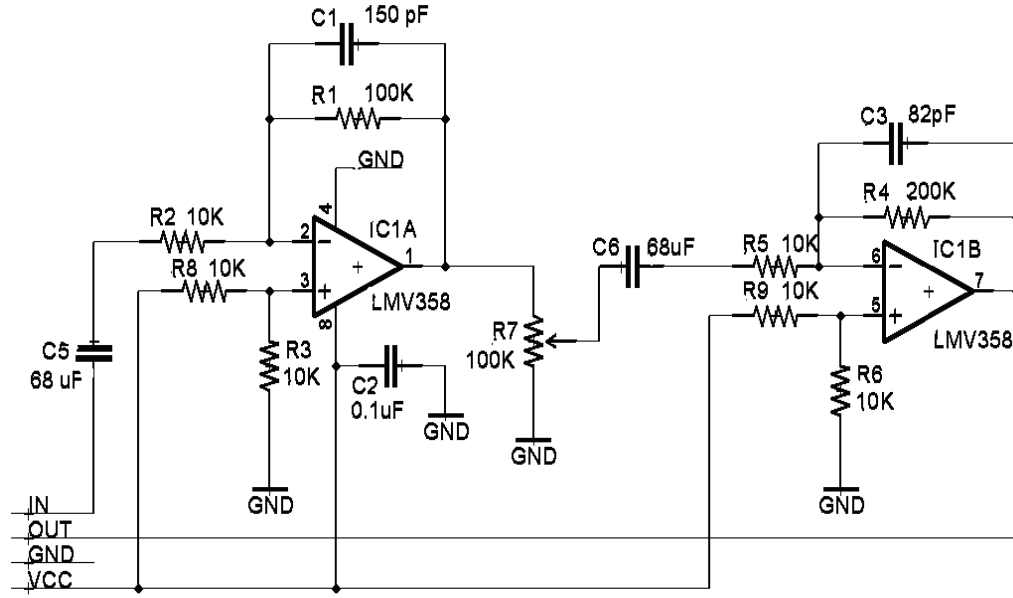 C1 150 pF
R1 100K
GND
C3 82pF
R4 200K
R2 10K
4
2
IC1A
1
R8 10K
3
8
LMV358
C6 68uF
R5 10K
6
IC1B
7
R9 10K
5
LMV358
R7
100K
C5
68 uF
R3
10K
C2
0.1uF
GND
GND
R6
10K
GND
GND
IN
OUT
GND
VCC